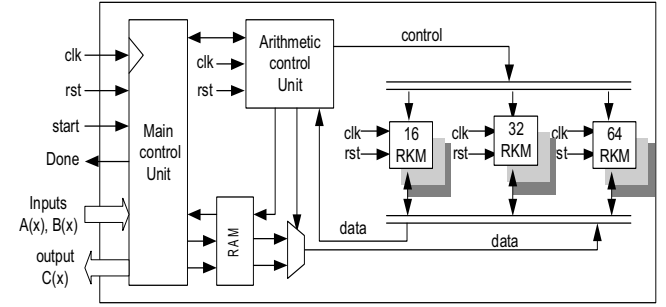 clk
rst
start
Done
Inputs
A(x), B(x)
output
C(x)
Main
control
Unit
Arithmetic
control
Unit
clk
rst
control
RAM
data
data
clk
rst
16
RKM
clk
rst
32
RKM
clk
st
64
RKM